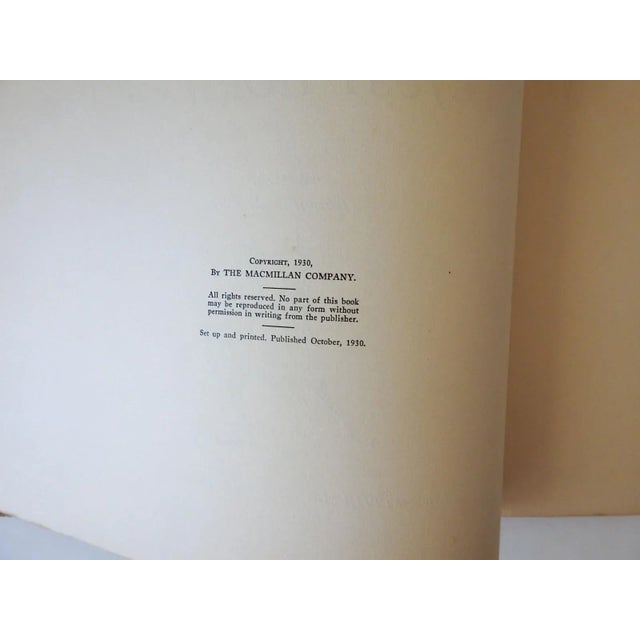 Copyright, 1930,
By THE MACMILLAN COMPANY.
All rights reserved. No part of this book
may be reproduced in any form without
permission in writing from the publisher.
Set up and printed. Published October, 1930.